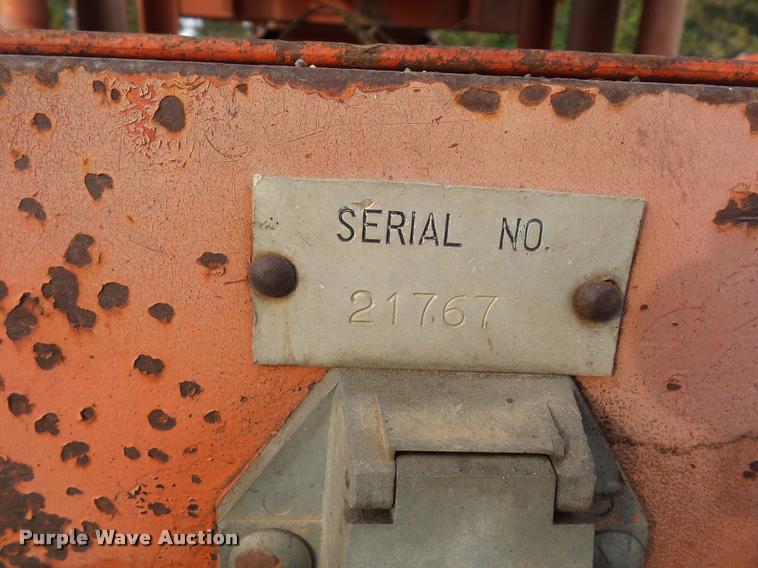 SERIAL NO.
21767
Purple Wave Auction